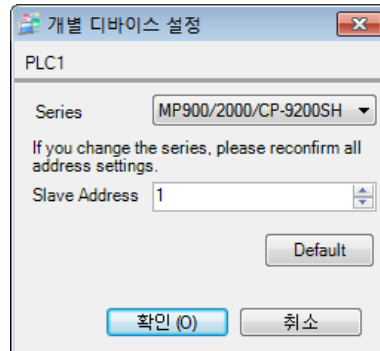 개별 디바이스 설정
PLC1
Series MP900/2000/CP-9200SH
If you change the series, please reconfirm all
address settings.
Slave Address 1
Default
확인 (O) 취소